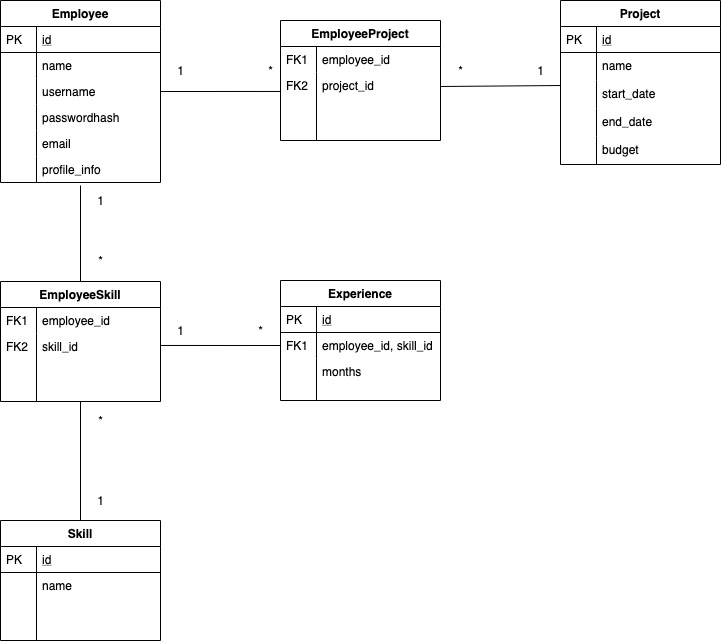 Employee
PK id
name
username
passwordhash
email
profile_info
1
*
EmployeeProject
FK1 employee_id
FK2 project_id
*
1
Project
PK id
name
start_date
end_date
budget
1
*
EmployeeSkill
FK1 employee_id
FK2 skill_id
1
*
Experience
PK id
FK1 employee_id, skill_id
months
*
1
Skill
PK id
name